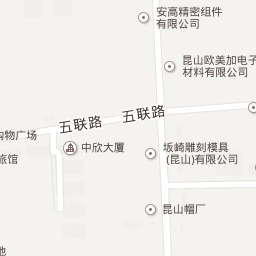 安高精密组件
有限公司
昆山欧美加电子
材料有限公司
五联路
五联路
购物广场
中欣大厦
旅馆
坂崎雕刻模具
(昆山)有限公司
昆山帽厂
地